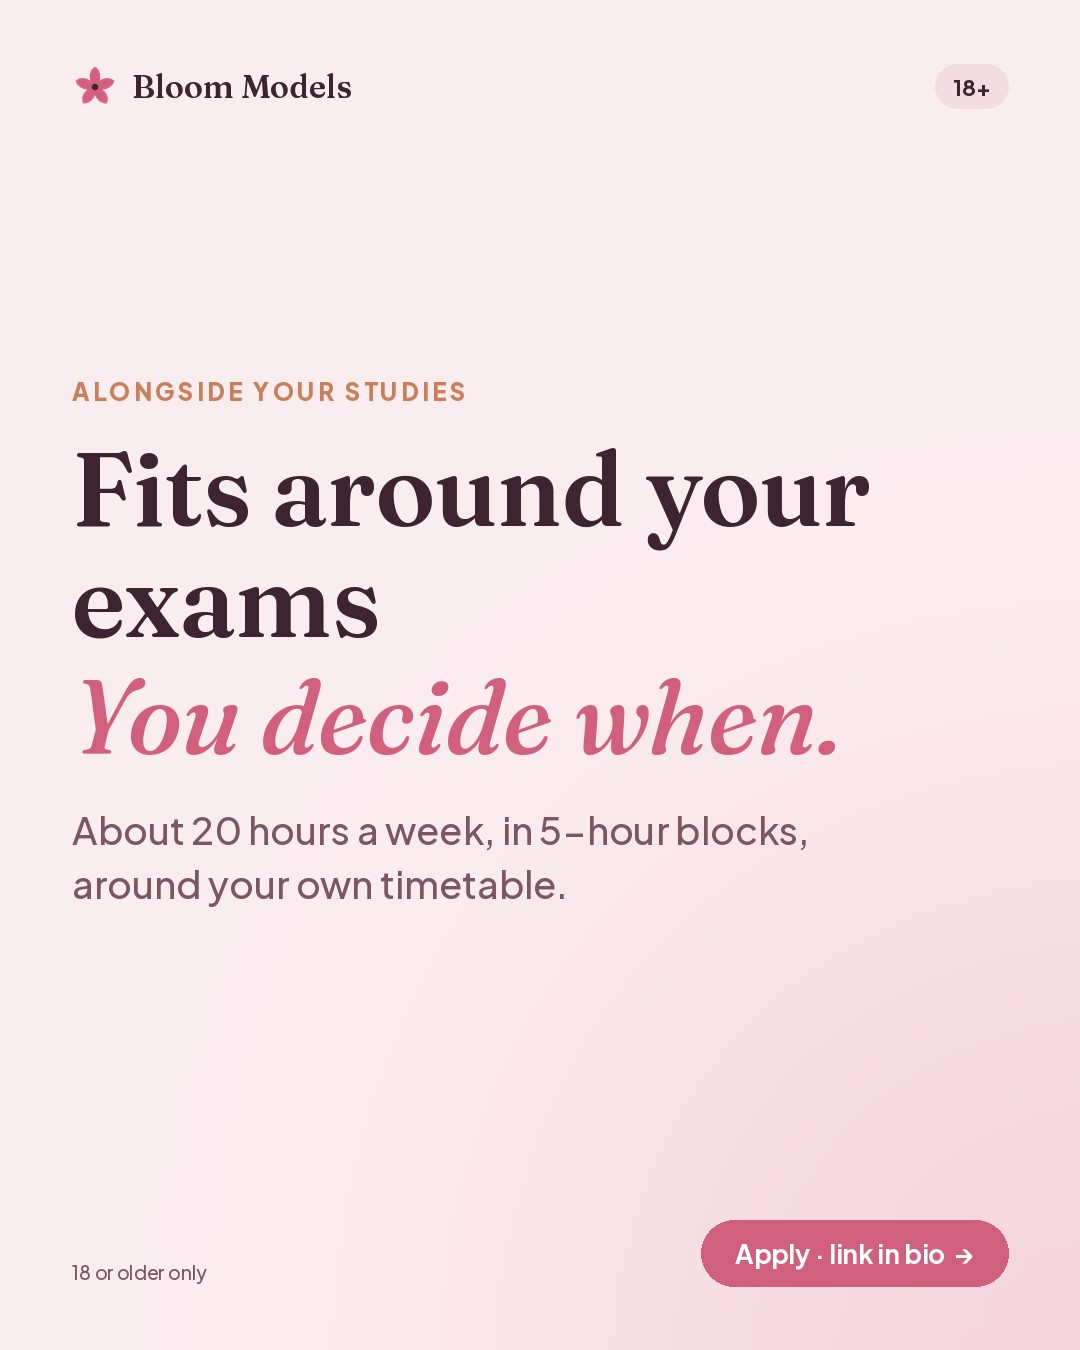 Bloom Models
18+
ALONGSIDE YOUR STUDIES
Fits around your
exams
You decide when.
About 20 hours a week, in 5–hour blocks,
around your own timetable.
18 or older only
Apply · link in bio →